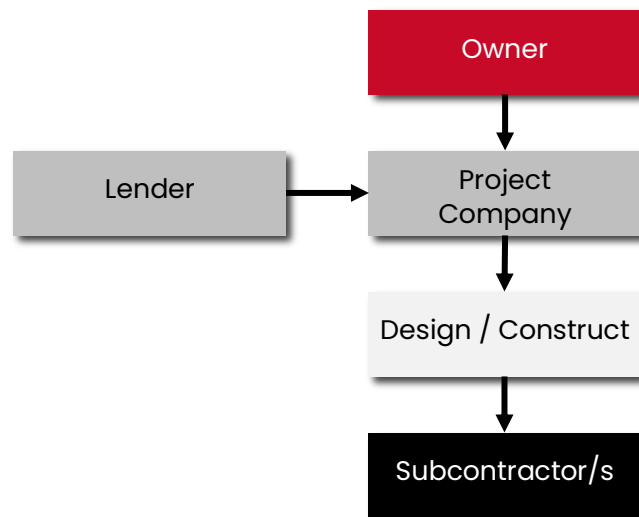 Owner
Lender
Project
Company
Design / Construct
Subcontractor/s